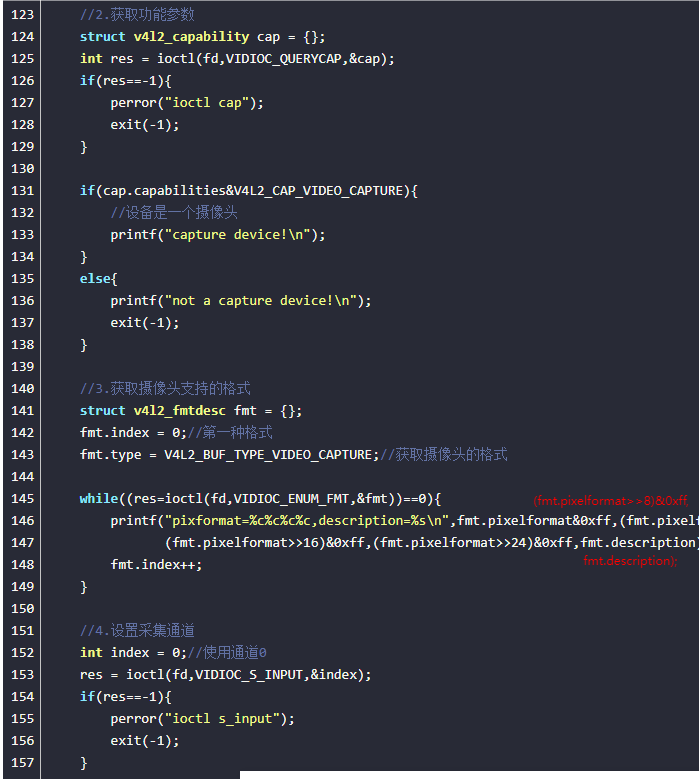 123 //2.获取功能参数
124 struct v4l2_capability cap = {};
125 int res = ioctl(fd,VIDIOC_QUERYCAP,&cap);
126 if(res==-1){
127 perror("ioctl cap");
128 exit(-1);
129 }
130
131 if(cap.capabilities&V4L2_CAP_VIDEO_CAPTURE){
132 //设备是一个摄像头
133 printf("capture device!\n");
134 }
135 else{
136 printf("not a capture device!\n");
137 exit(-1);
138 }
139
140 //3.获取摄像头支持的格式
141 struct v4l2_fmtdesc fmt = {};
142 fmt.index = 0;//第一种格式
143 fmt.type = V4L2_BUF_TYPE_VIDEO_CAPTURE;//获取摄像头的格式
144
145 while((res=ioctl(fd,VIDIOC_ENUM_FMT,&fmt))==0){ (fmt.pixelformat>>8)&0xff,
146 printf("pixformat=%c%c%c%c,description=%s\n",fmt.pixelformat&0xff,(fmt.pixelf
147 (fmt.pixelformat>>16)&0xff,(fmt.pixelformat>>24)&0xff,fmt.description)
fmt.description);
148 fmt.index++;
149 }
150
151 //4.设置采集通道
152 int index = 0;//使用通道0
153 res = ioctl(fd,VIDIOC_S_INPUT,&index);
154 if(res==-1){
155 perror("ioctl s_input");
156 exit(-1);
157 }